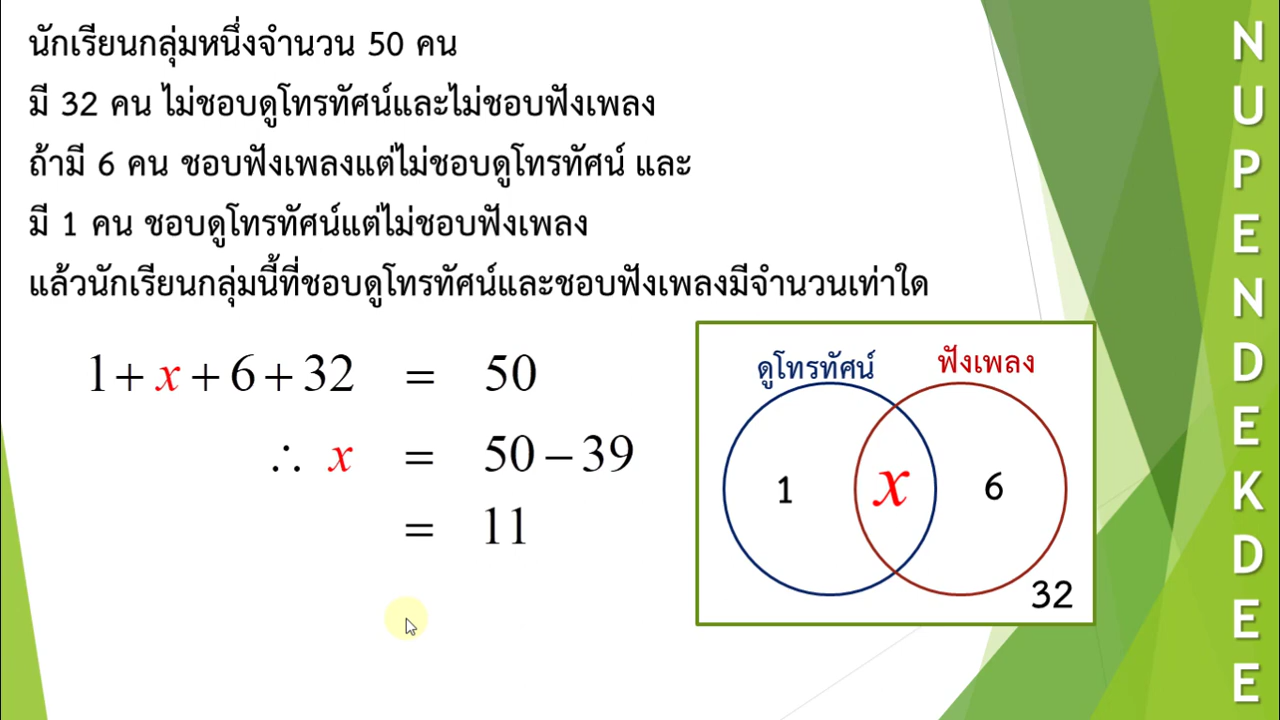 นักเรียนกลุ่มหนึ่งจำนวน 50 คน
มี 32 คน ไม่ชอบดูโทรทัศน์และไม่ชอบฟังเพลง
ถ้ามี 6 คน ชอบฟังเพลงแต่ไม่ชอบดูโทรทัศน์ และ
มี 1 คน ชอบดูโทรทัศน์แต่ไม่ชอบฟังเพลง
แล้วนักเรียนกลุ่มนี้ที่ชอบดูโทรทัศน์และชอบฟังเพลงมีจำนวนเท่าใด
1 + x + 6 + 32 = 50
∴ x = 50 − 39
= 11
ดูโทรทัศน์ ฟังเพลง
1 x 6
32
NUPENDEKDEE